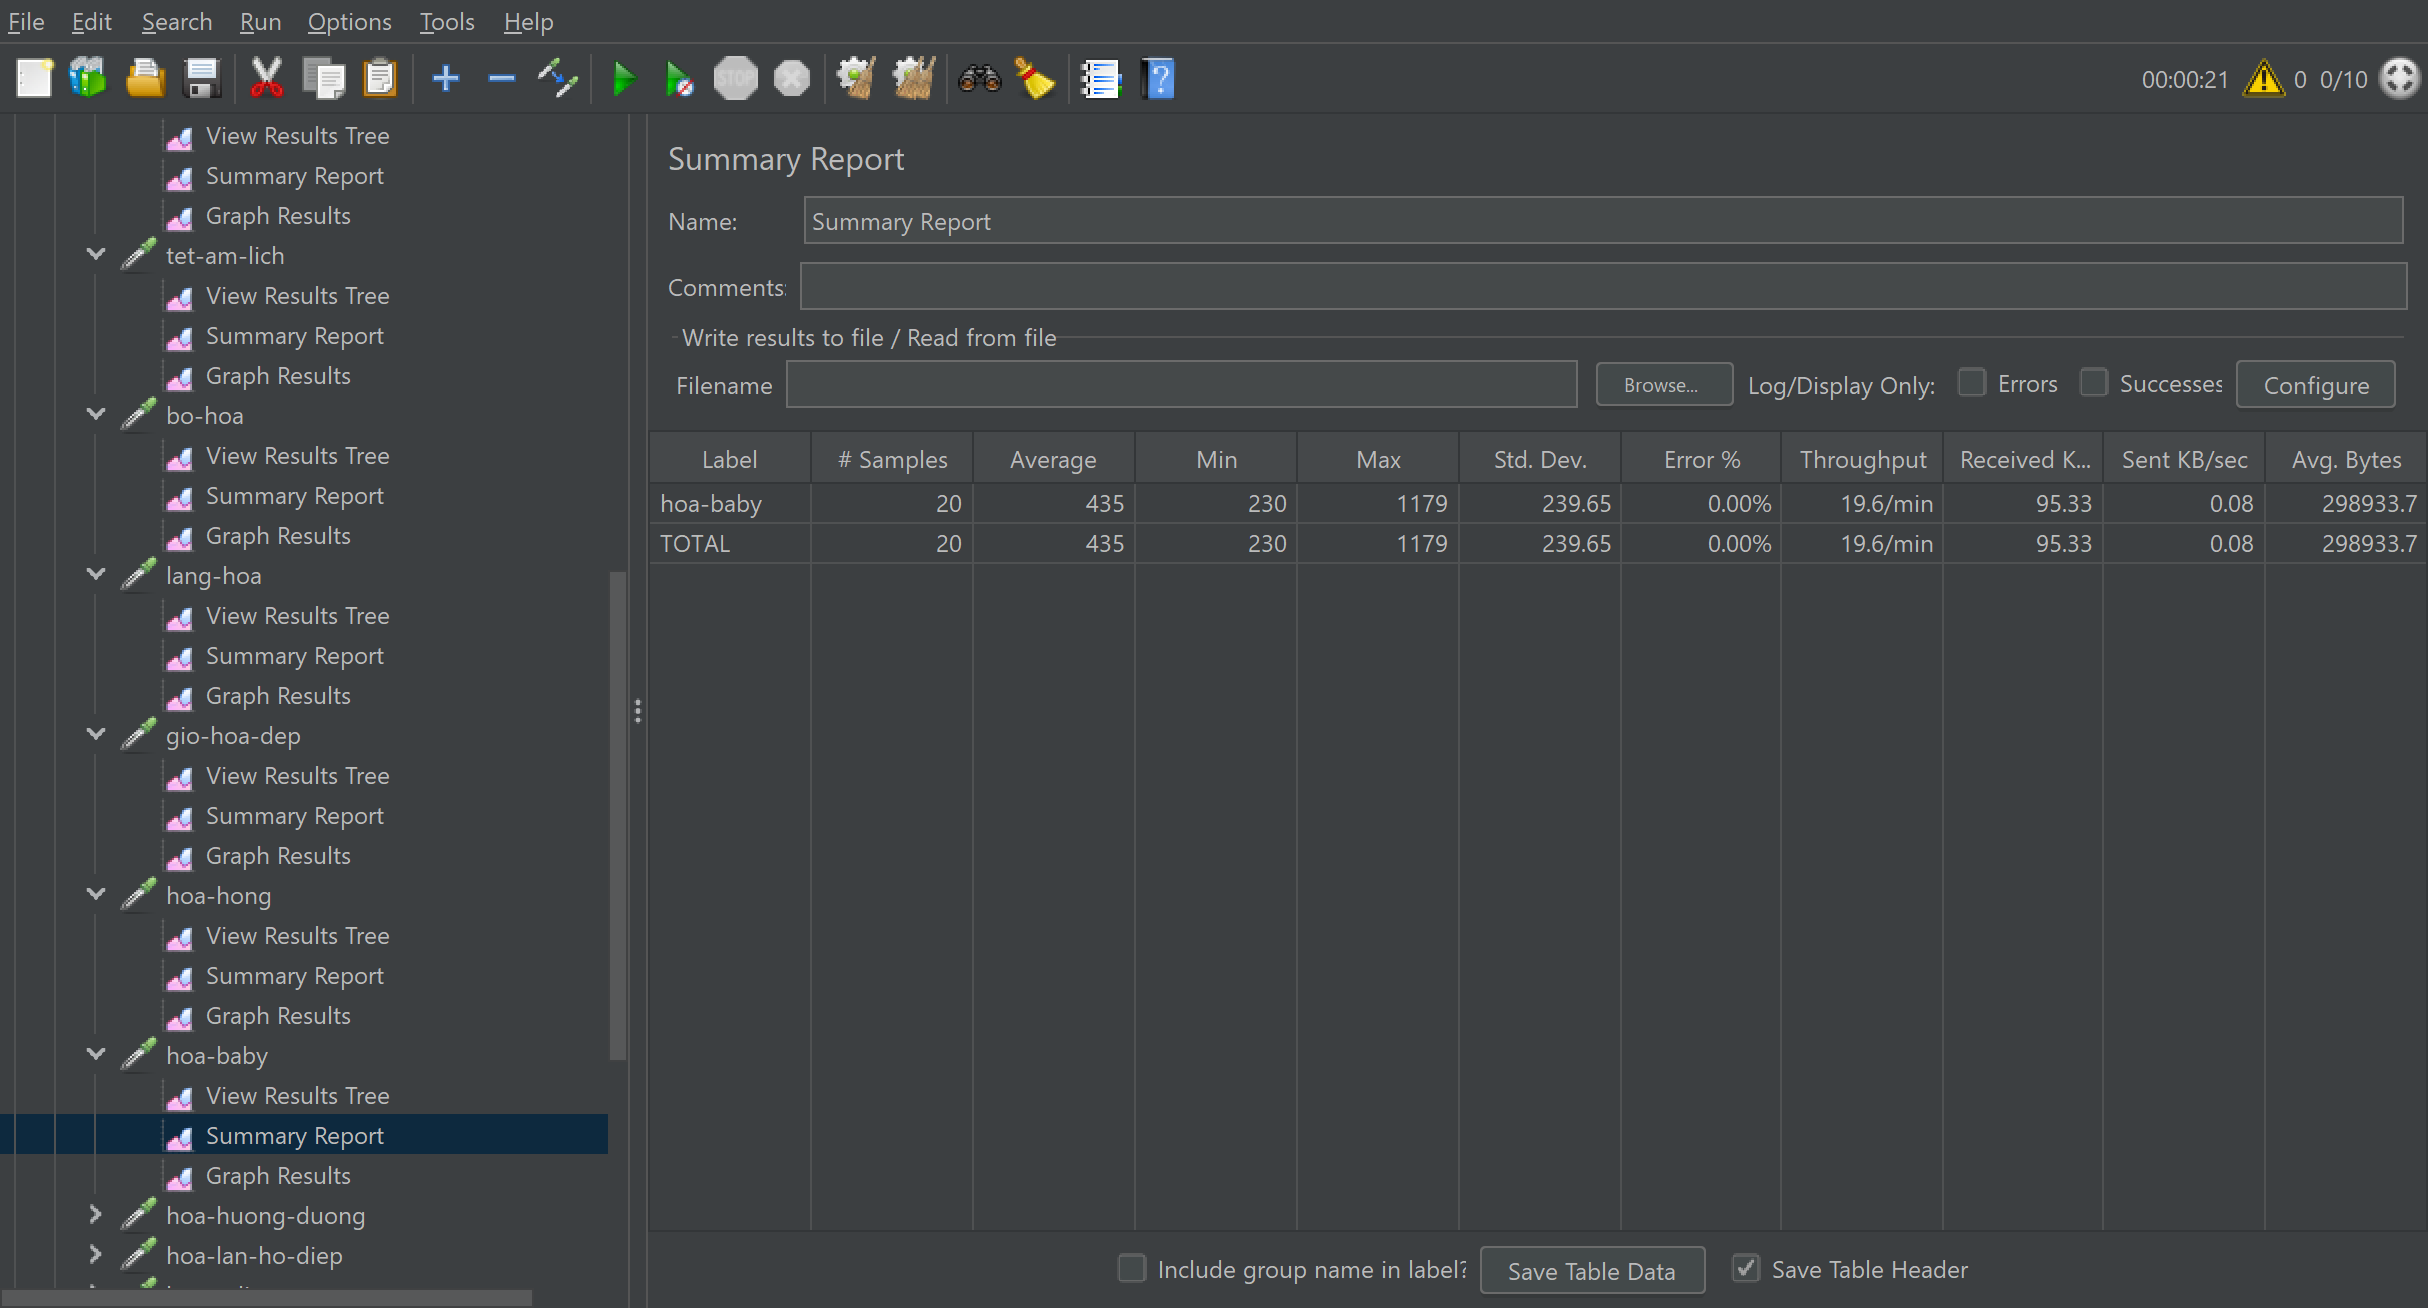 File Edit Search Run Options Tools Help
STOP
00:00:21 0 0/10
View Results Tree
Summary Report
Graph Results
tet-am-lich
View Results Tree
Summary Report
Graph Results
bo-hoa
View Results Tree
Summary Report
Graph Results
lang-hoa
View Results Tree
Summary Report
Graph Results
gio-hoa-dep
View Results Tree
Summary Report
Graph Results
hoa-hong
View Results Tree
Summary Report
Graph Results
hoa-baby
View Results Tree
Summary Report
Graph Results
hoa-huong-duong
hoa-lan-ho-diep
Summary Report
Name: Summary Report
Comments:
Write results to file / Read from file
Filename Browse... Log/Display Only: Errors Successes Configure
Label # Samples Average Min Max Std. Dev. Error % Throughput Received K... Sent KB/sec Avg. Bytes
hoa-baby 20 435 230 1179 239.65 0.00% 19.6/min 95.33 0.08 298933.7
TOTAL 20 435 230 1179 239.65 0.00% 19.6/min 95.33 0.08 298933.7
Include group name in label? Save Table Data Save Table Header